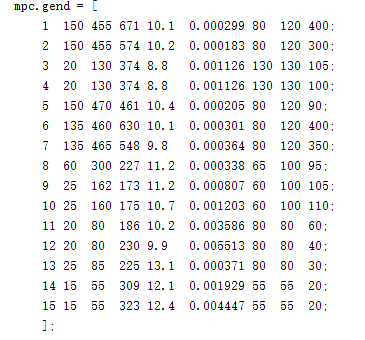 mpc.gend = [
1 150 455 671 10.1 0.000299 80 120 400;
2 150 455 574 10.2 0.000183 80 120 300;
3 20 130 374 8.8 0.001126 130 130 105;
4 20 130 374 8.8 0.001126 130 130 100;
5 150 470 461 10.4 0.000205 80 120 90;
6 135 460 630 10.1 0.000301 80 120 400;
7 135 465 548 9.8 0.000364 80 120 350;
8 60 300 227 11.2 0.000338 65 100 95;
9 25 162 173 11.2 0.000807 60 100 105;
10 25 160 175 10.7 0.001203 60 100 110;
11 20 80 186 10.2 0.003586 80 80 60;
12 20 80 230 9.9 0.005513 80 80 40;
13 25 85 225 13.1 0.000371 80 80 30;
14 15 55 309 12.1 0.001929 55 55 20;
15 15 55 323 12.4 0.004447 55 55 20;
];